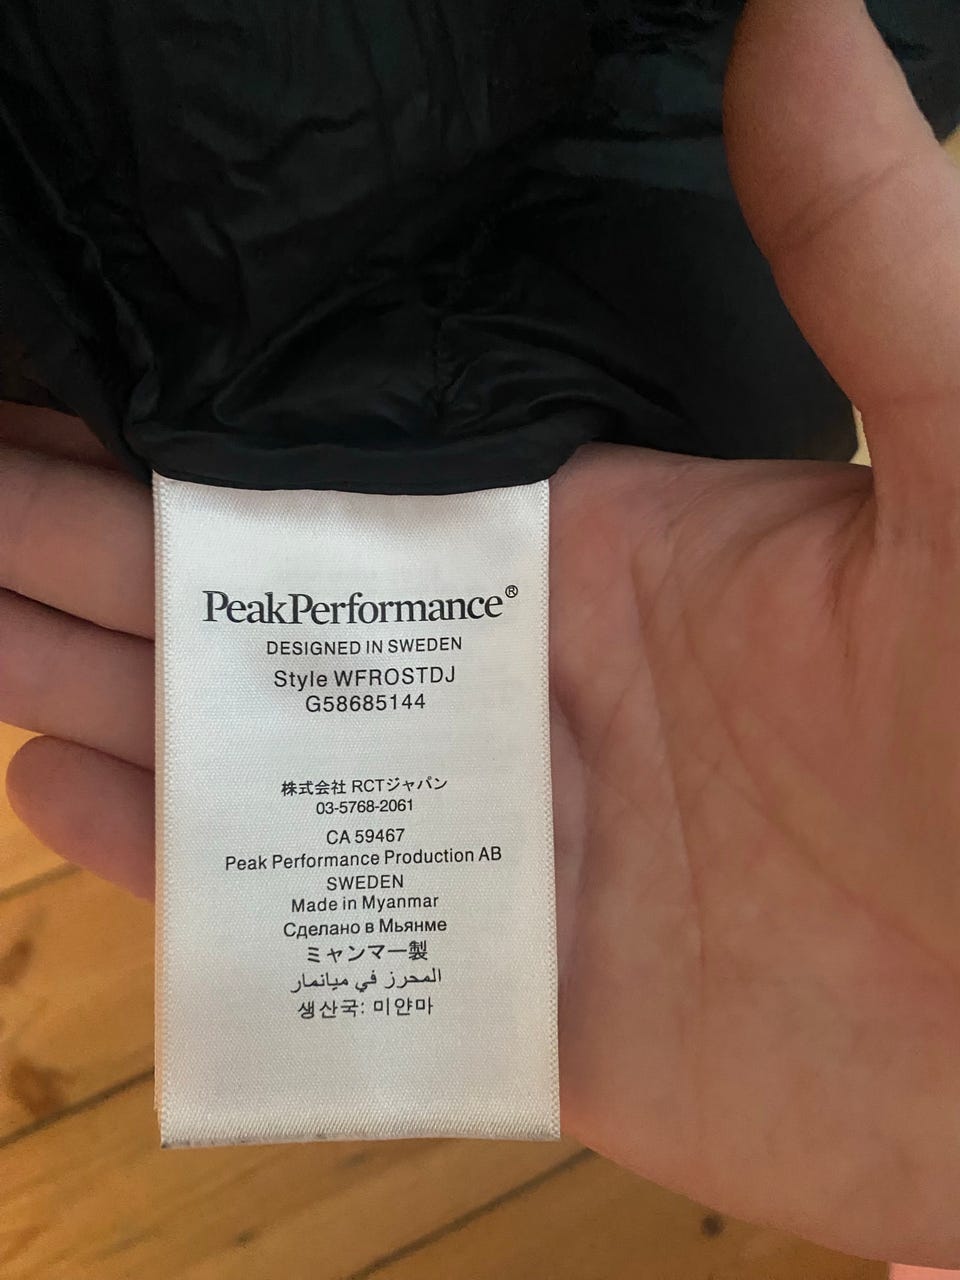 PeakPerformance®
DESIGNED IN SWEDEN
Style WFROSTDJ
G58685144
株式会社 RCTジャパン
03-5768-2061
CA 59467
Peak Performance Production AB
SWEDEN
Made in Myanmar
Сделано в Мьянме
ミャンマー製
المحرز في ميانمار
생산국: 미얀마